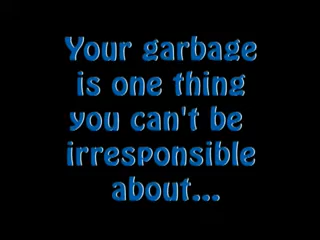 Your garbage
is one thing
you can't be
irresponsible
about...